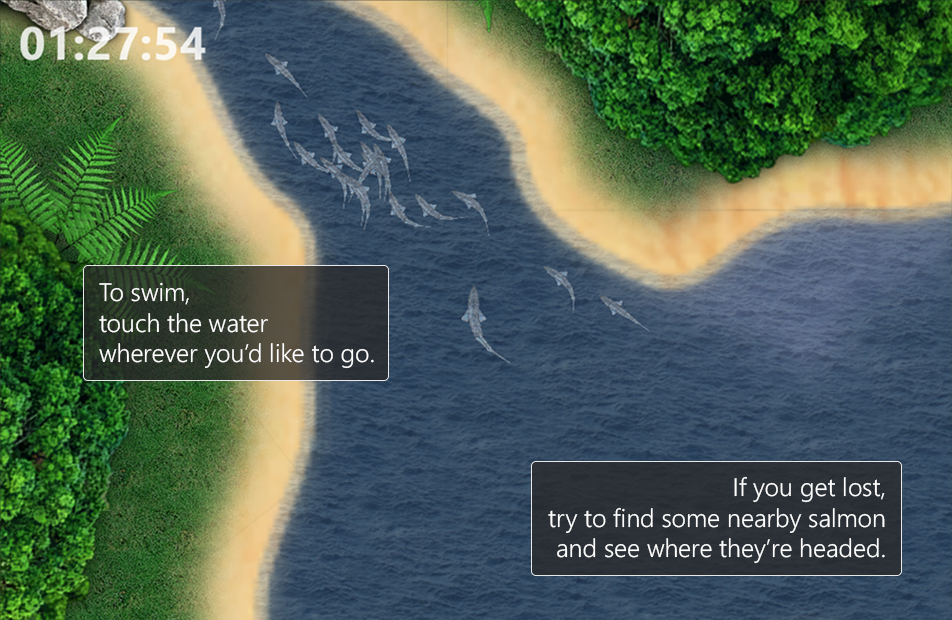 01:27:54
To swim,
touch the water
wherever you’d like to go.
If you get lost,
try to find some nearby salmon
and see where they’re headed.